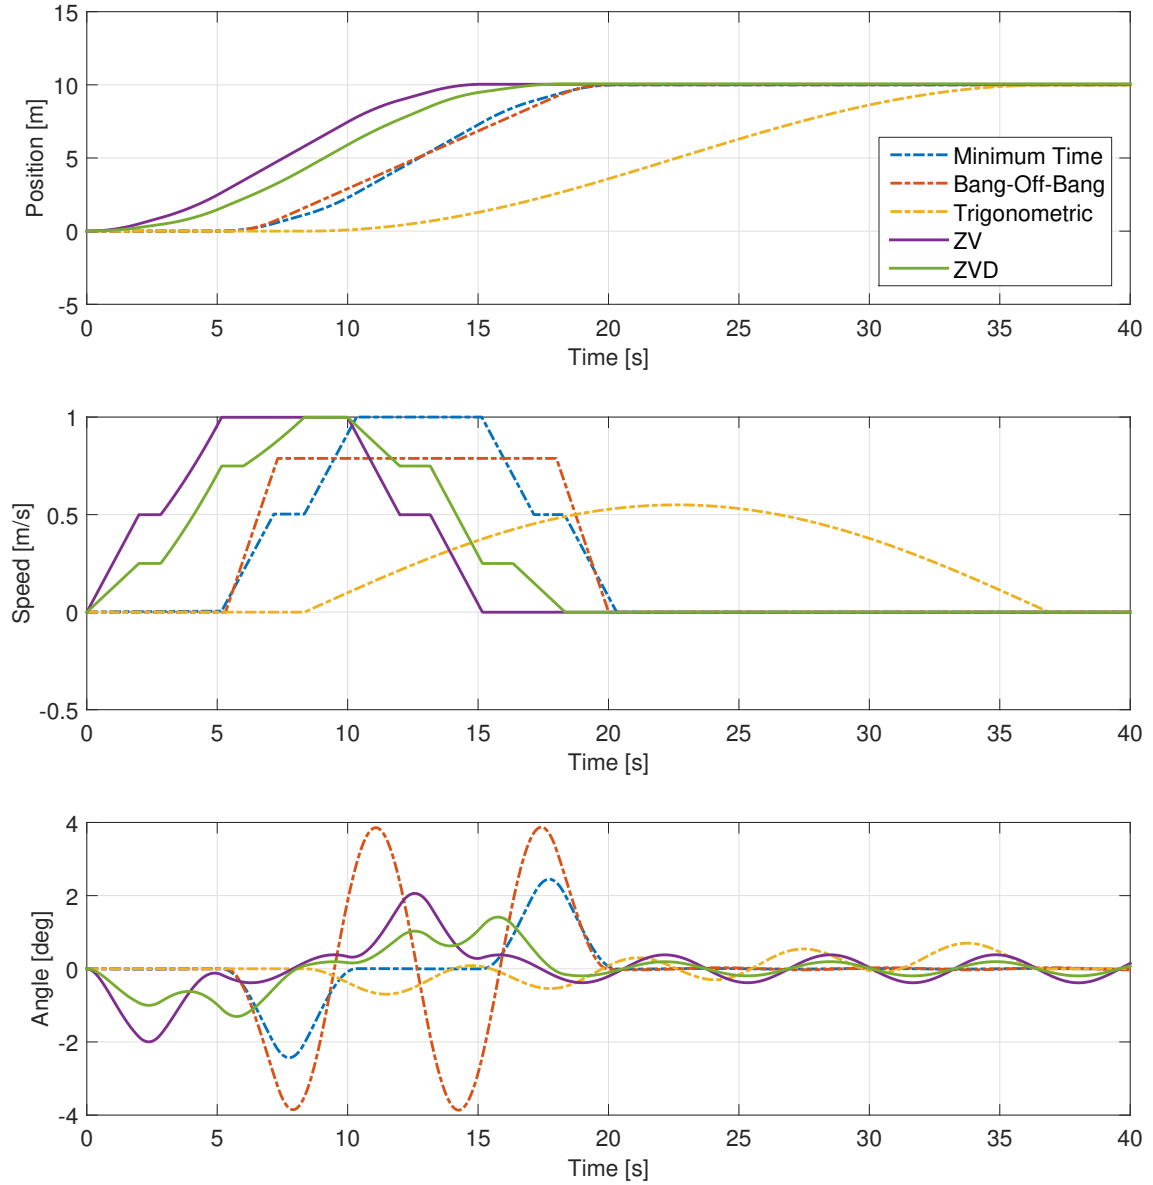 15
10
5
0
-5
Position [m]
Minimum Time
Bang-Off-Bang
Trigonometric
ZV
ZVD
0 5 10 15 20 25 30 35 40
Time [s]
1
0.5
0
-0.5
Speed [m/s]
0 5 10 15 20 25 30 35 40
Time [s]
4
2
0
-2
-4
Angle [deg]
0 5 10 15 20 25 30 35 40
Time [s]